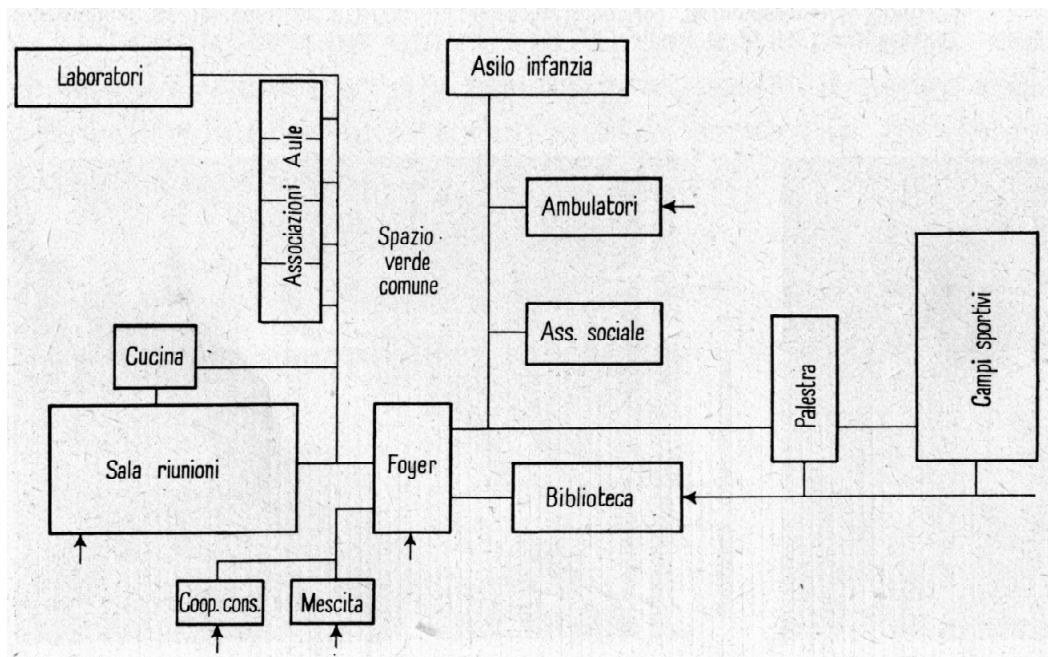 Laboratori
Asilo infanzia
Associazioni Aule
Ambulatori
Spazio
verde
comune
Ass. sociale
Campi sportivi
Palestra
Cucina
Sala riunioni
Foyer
Biblioteca
Coop. cons.
Mescita